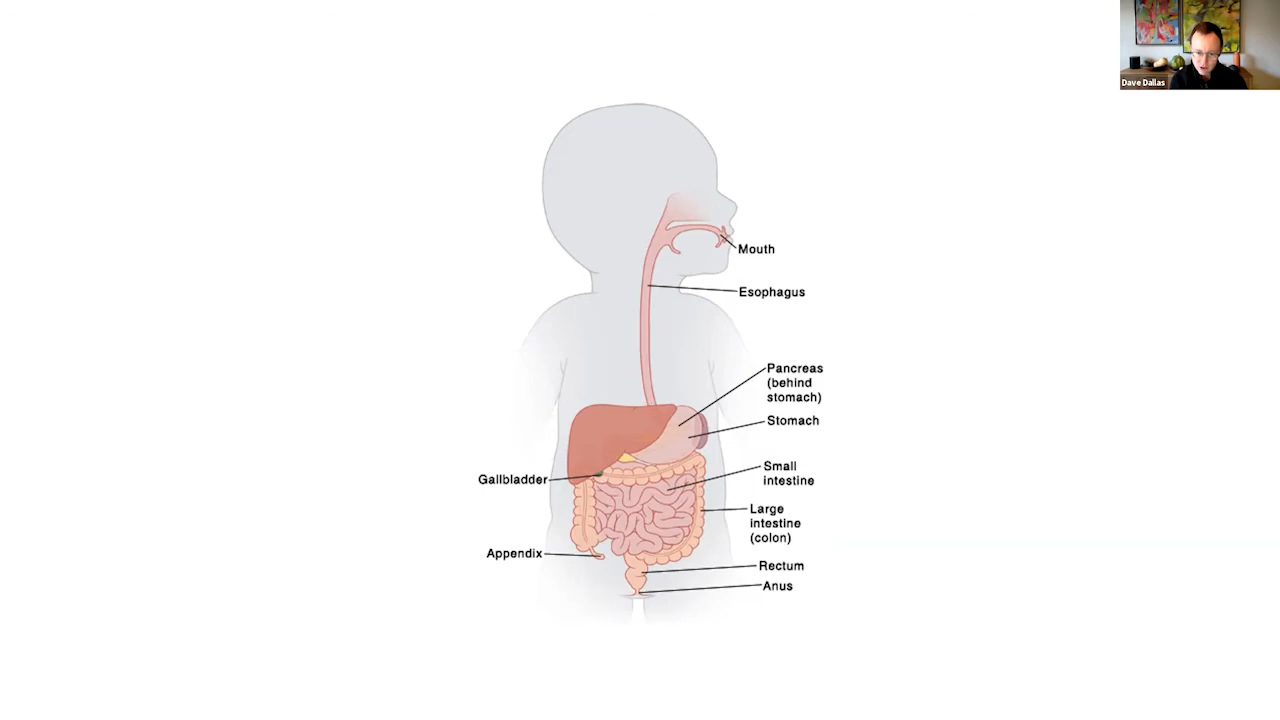 Dave Dallas
Mouth
Esophagus
Pancreas
(behind
stomach)
Stomach
Small
intestine
Gallbladder
Large
intestine
(colon)
Appendix
Rectum
Anus